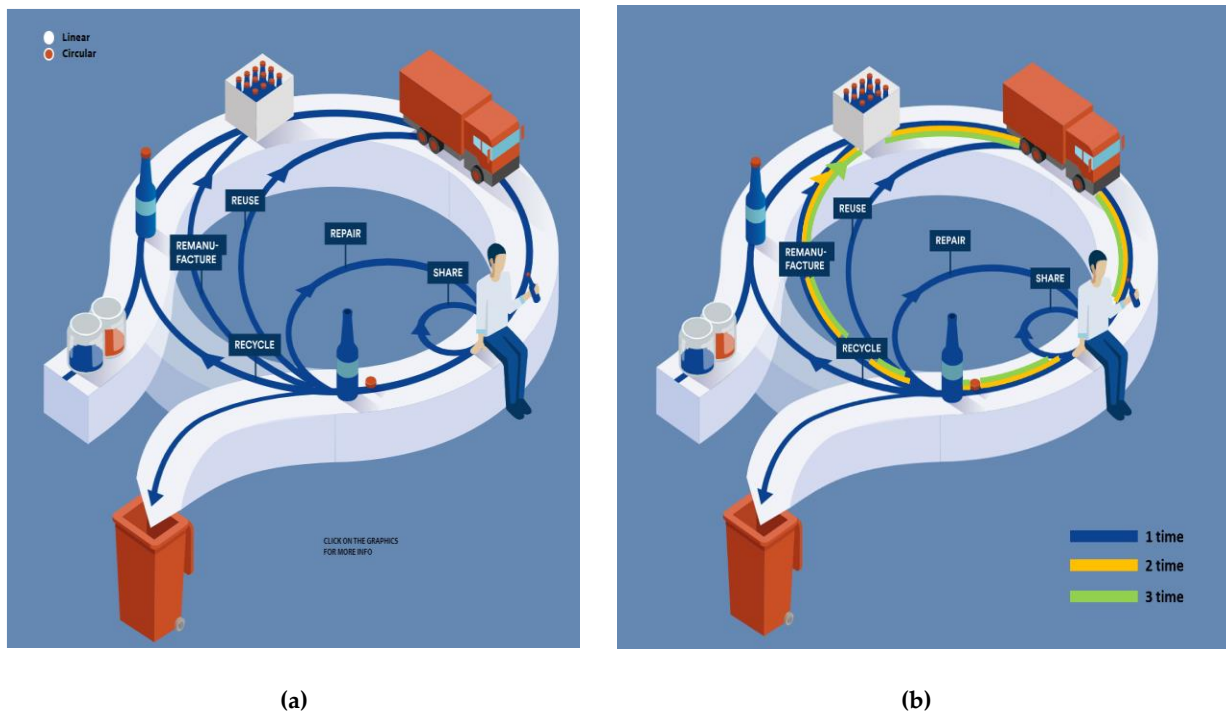 Linear
Circular
REUSE
REMANU-
FACTURE
REPAIR
SHARE
RECYCLE
CLICK ON THE GRAPHICS
FOR MORE INFO
(a)
REUSE
REMANU-
FACTURE
REPAIR
SHARE
RECYCLE
1 time
2 time
3 time
(b)